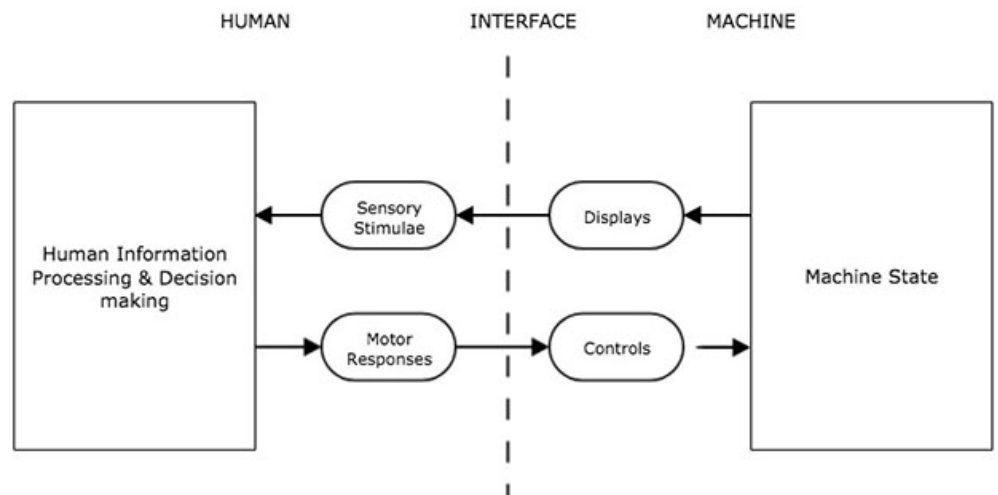 HUMAN
INTERFACE
MACHINE
Sensory
Stimulae
Displays
Human Information
Processing & Decision
making
Machine State
Motor
Responses
Controls